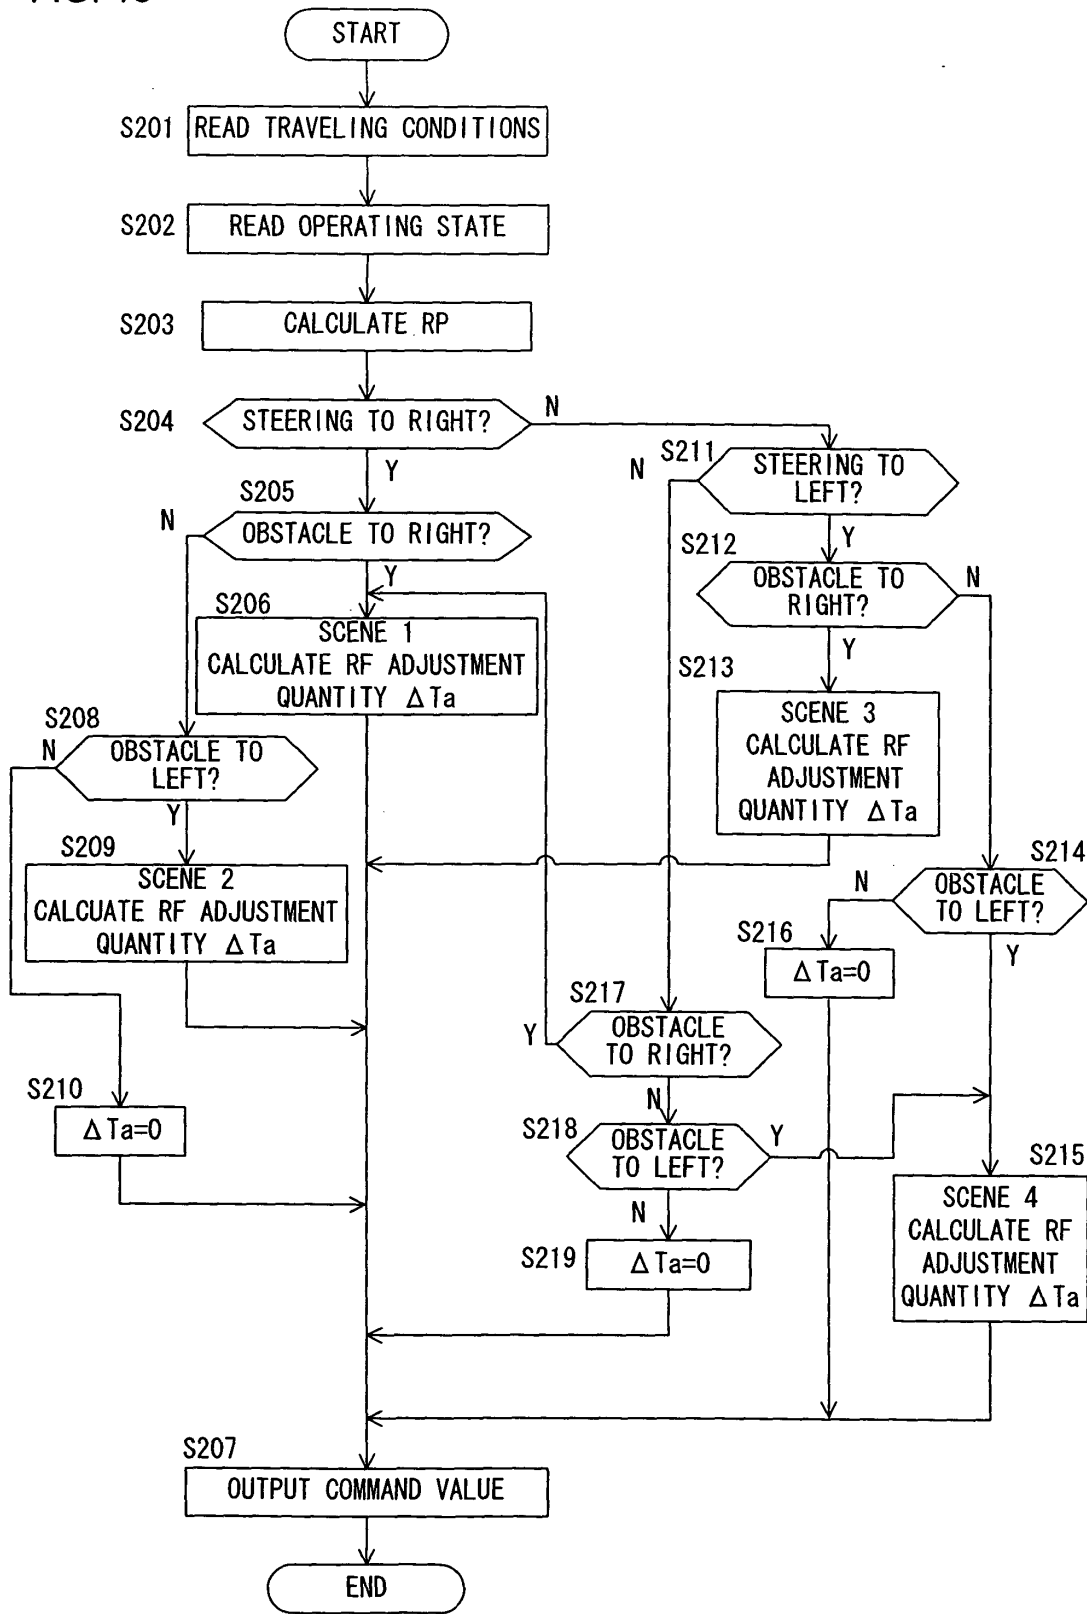 START
S201
READ TRAVELING CONDITIONS
S202
READ OPERATING STATE
S203
CALCULATE RP
S204
STEERING TO RIGHT?
N
Y
S211
STEERING TO
LEFT?
N
Y
S205
OBSTACLE TO RIGHT?
N
Y
S212
OBSTACLE TO
RIGHT?
N
Y
S206
SCENE 1
CALCULATE RF ADJUSTMENT
QUANTITY ΔTa
S213
SCENE 3
CALCULATE RF
ADJUSTMENT
QUANTITY ΔTa
S208
OBSTACLE TO
LEFT?
N
Y
S209
SCENE 2
CALCUATE RF ADJUSTMENT
QUANTITY ΔTa
S214
OBSTACLE
TO LEFT?
N
Y
S216
ΔTa=0
S217
OBSTACLE
TO RIGHT?
Y
N
S210
ΔTa=0
S218
OBSTACLE
TO LEFT?
Y
N
S215
SCENE 4
CALCULATE RF
ADJUSTMENT
QUANTITY ΔTa
S219
ΔTa=0
S207
OUTPUT COMMAND VALUE
END